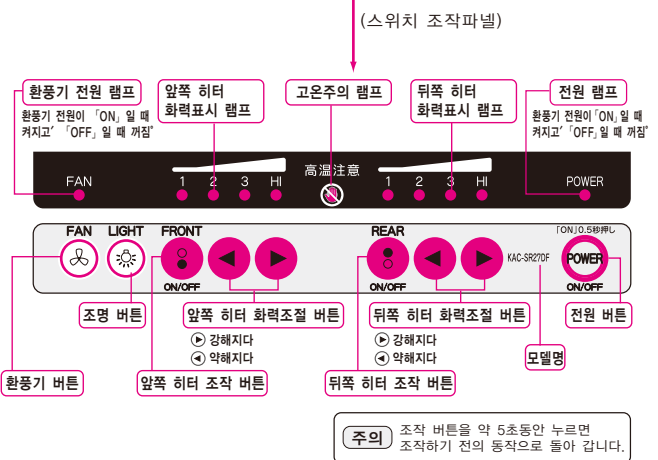 (스위치 조작파넬)
환풍기 전원 램프
환풍기 전원이 「ON」 일 때
켜지고′ 「OFF」 일 때 꺼짐˚
앞쪽 히터
화력표시 램프
고온주의 램프
뒤쪽 히터
화력표시 램프
전원 램프
환풍기 전원이「ON」일 때
켜지고′「OFF」일 때 꺼짐˚
FAN
1 2 3 HI
高温注意
1 2 3 HI
POWER
FAN LIGHT FRONT
REAR
「ON」0.5秒押し
KAC-SR27DF
POWER
ON/OFF
ON/OFF
ON/OFF
조명 버튼
앞쪽 히터 화력조절 버튼
▶ 강해지다
◀ 약해지다
뒤쪽 히터 화력조절 버튼
▶ 강해지다
◀ 약해지다
전원 버튼
모델명
환풍기 버튼
앞쪽 히터 조작 버튼
뒤쪽 히터 조작 버튼
주의
조작 버튼을 약 5초동안 누르면
조작하기 전의 동작으로 돌아 갑니다.